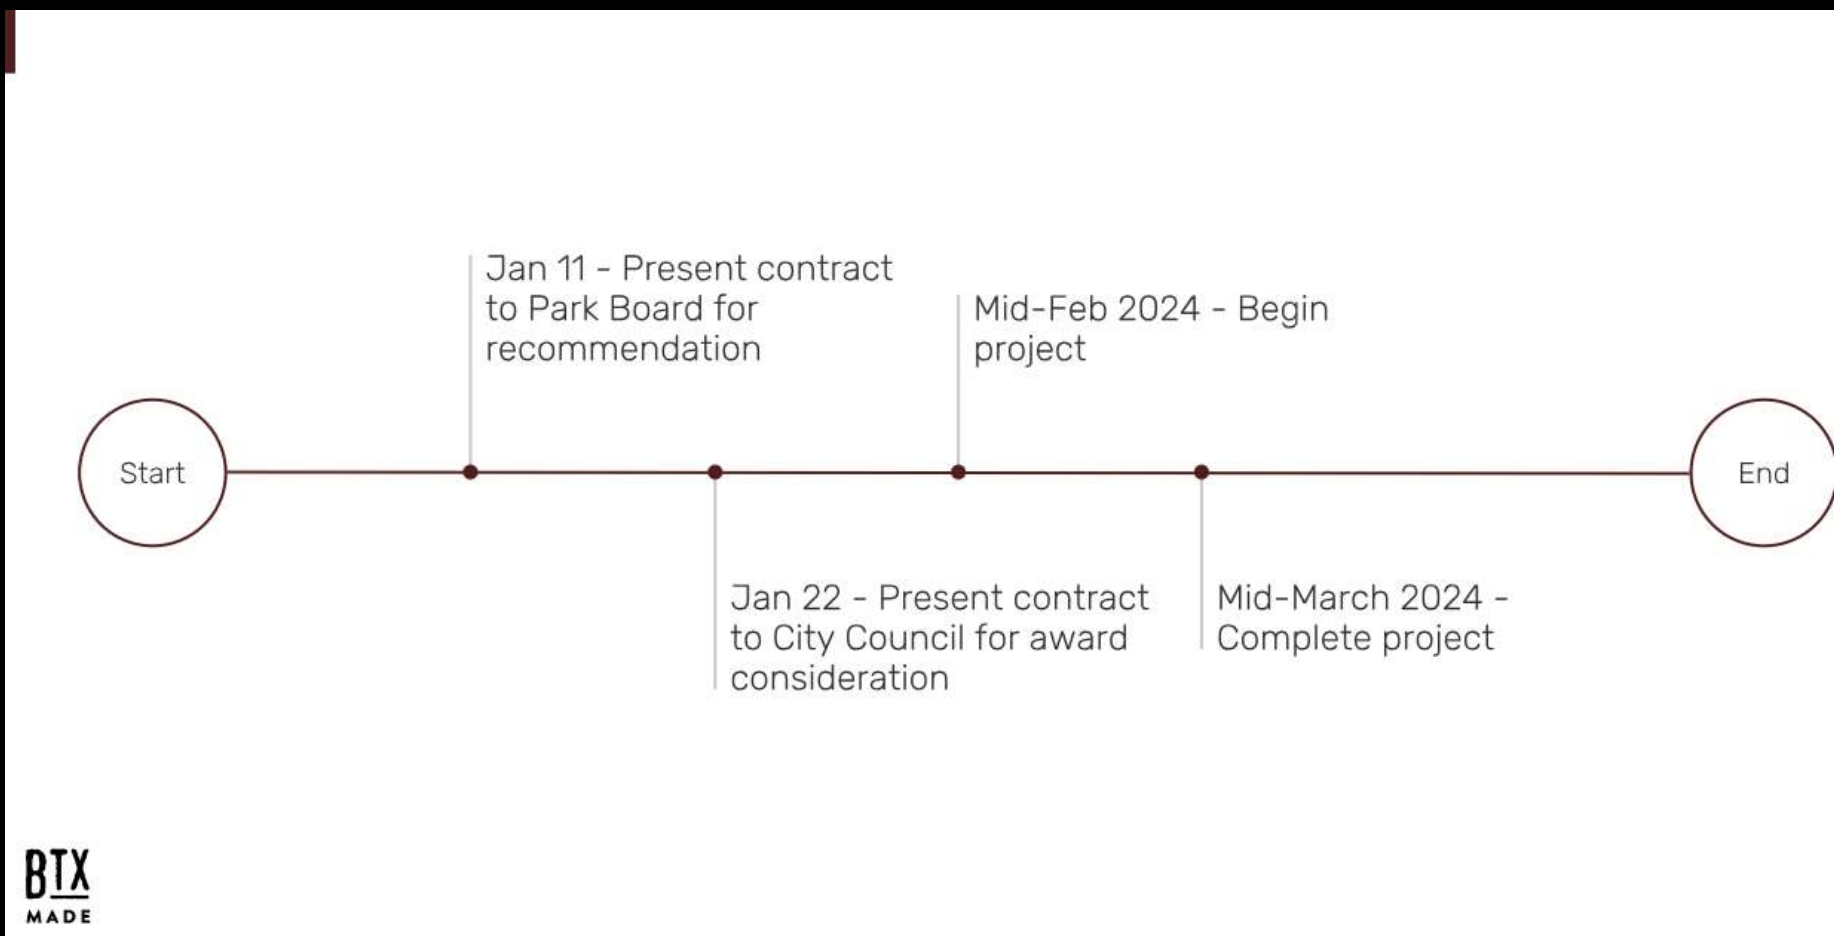 Jan 11 - Present contract
to Park Board for
recommendation
Mid-Feb 2024 - Begin
project
Start
End
Jan 22 - Present contract
to City Council for award
consideration
Mid-March 2024 -
Complete project
BTX
MADE